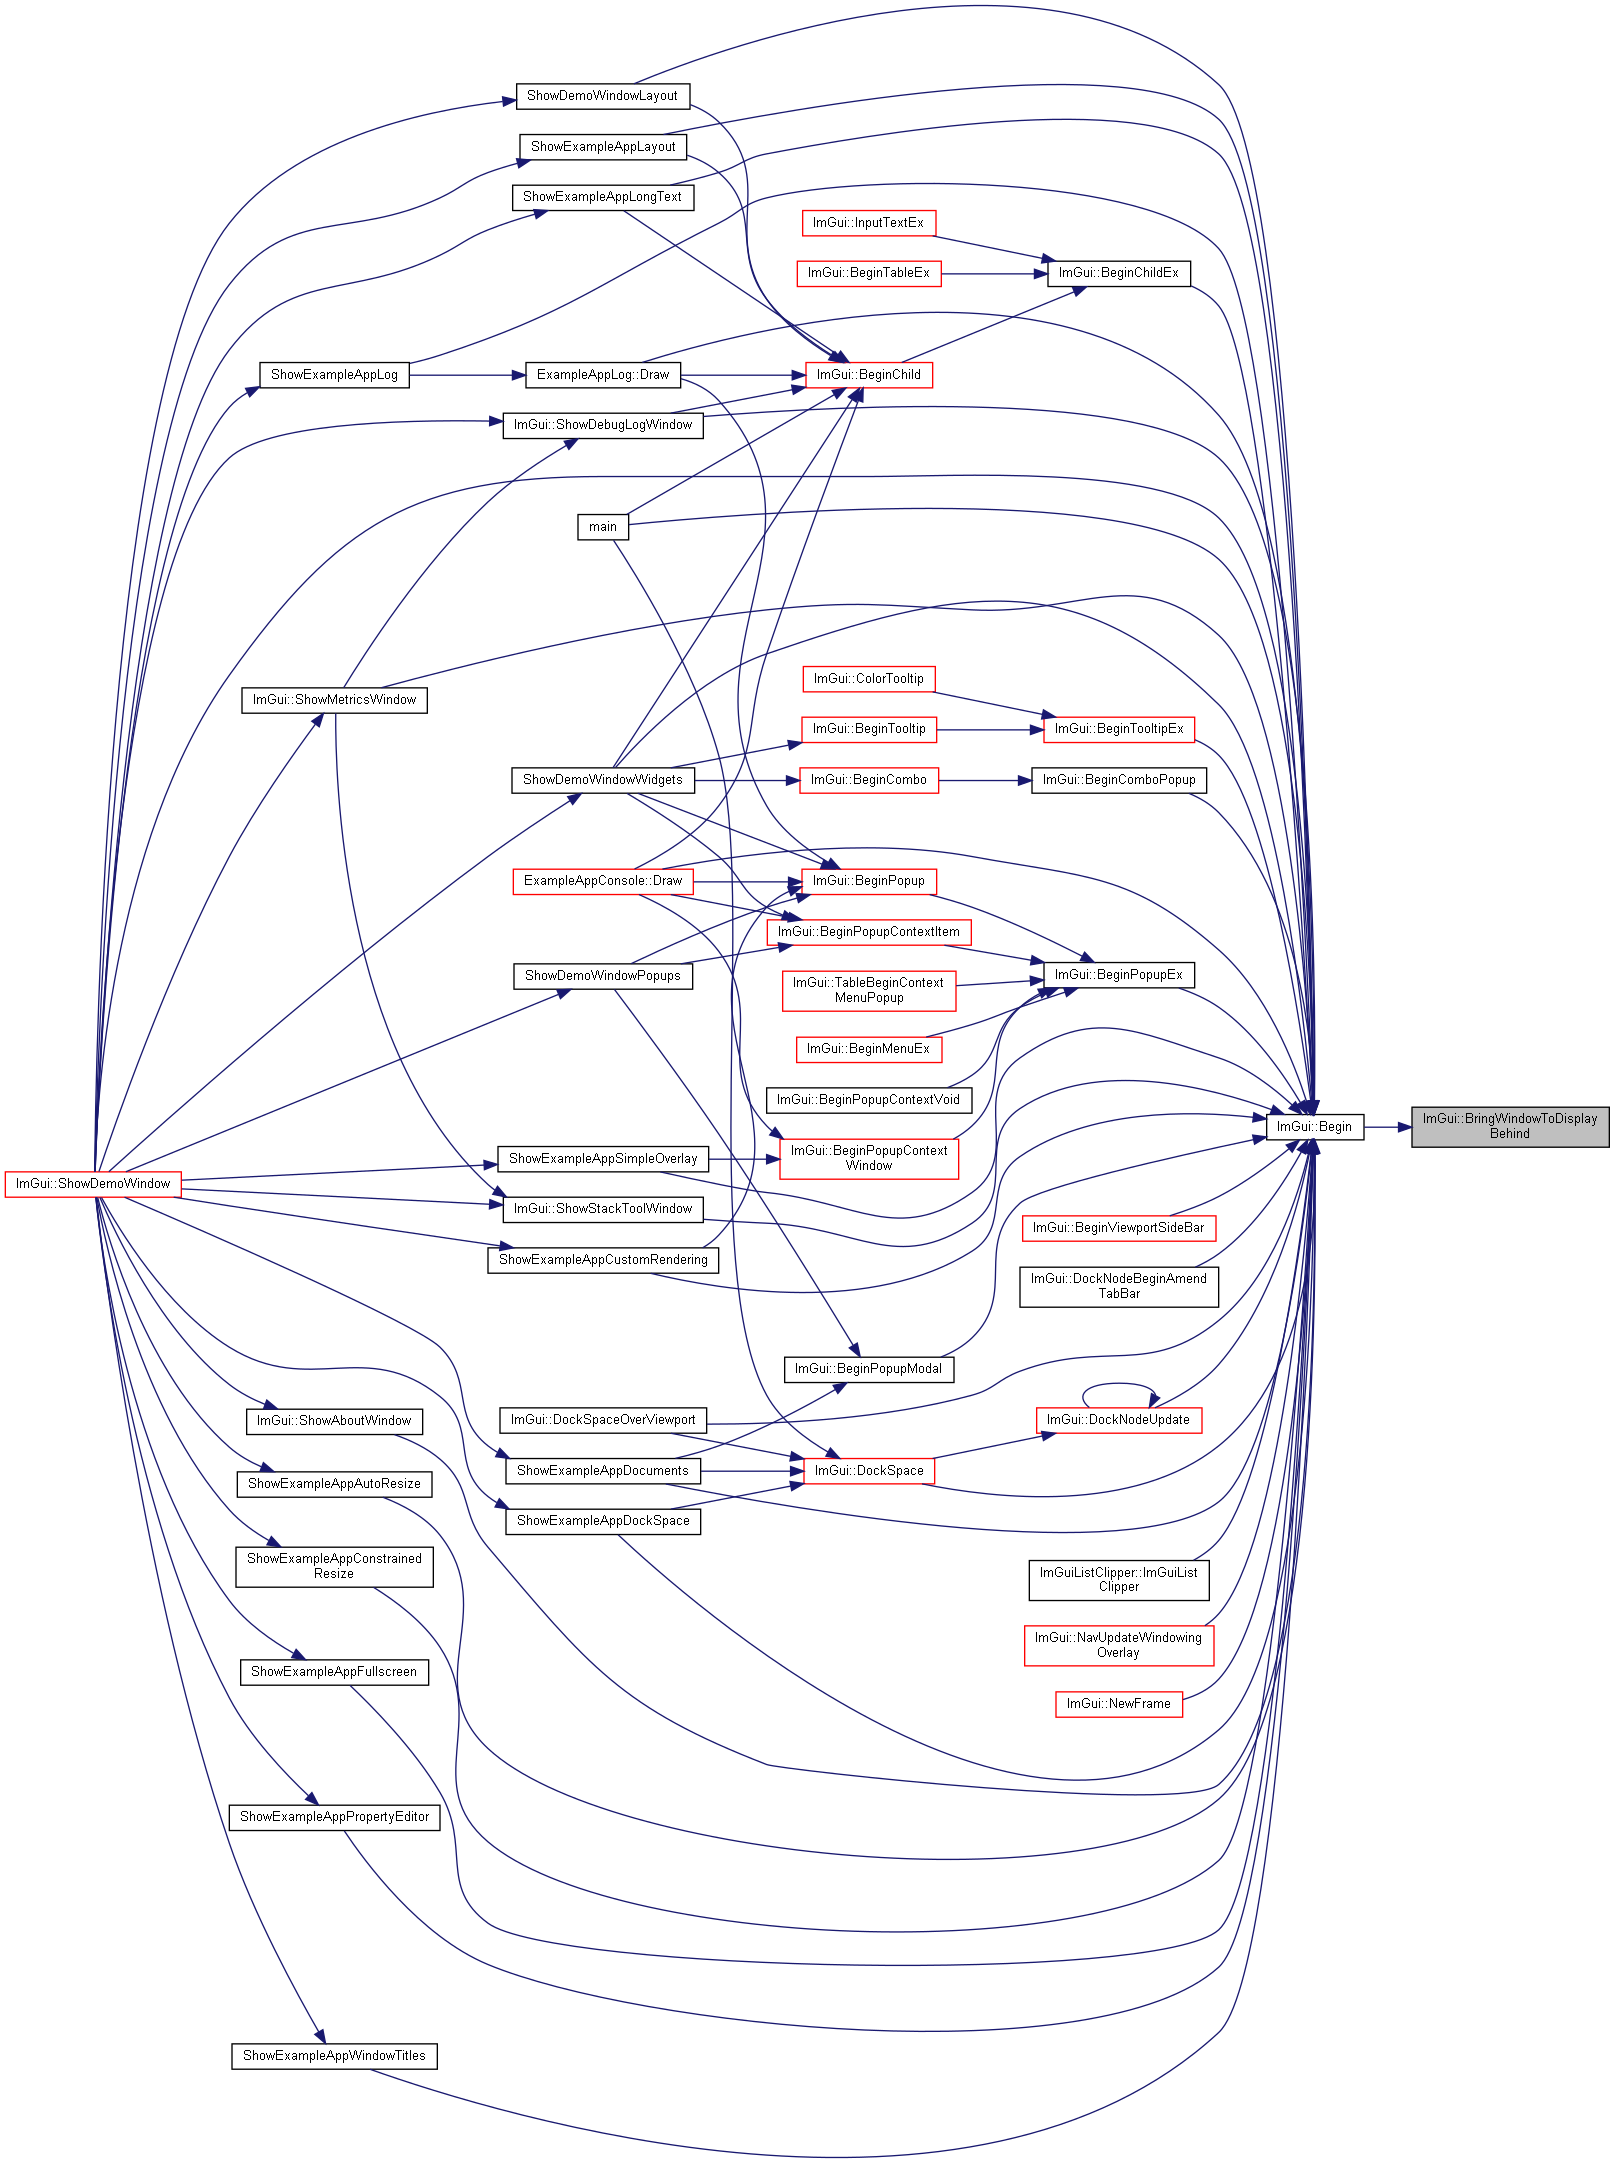 ShowDemoWindowLayout
ShowExampleAppLayout
ShowExampleAppLongText
ImGui::InputTextEx
ImGui::BeginTableEx
ImGui::BeginChildEx
ShowExampleAppLog
ExampleAppLog::Draw
ImGui::BeginChild
ImGui::ShowDebugLogWindow
main
ImGui::ShowMetricsWindow
ImGui::ColorTooltip
ImGui::BeginTooltip
ImGui::BeginTooltipEx
ShowDemoWindowWidgets
ImGui::BeginCombo
ImGui::BeginComboPopup
ExampleAppConsole::Draw
ImGui::BeginPopup
ImGui::BeginPopupContextItem
ShowDemoWindowPopups
ImGui::TableBeginContext
MenuPopup
ImGui::BeginPopupEx
ImGui::BeginMenuEx
ImGui::BeginPopupContextVoid
ImGui::Begin
ImGui::BringWindowToDisplay
Behind
ImGui::ShowDemoWindow
ShowExampleAppSimpleOverlay
ImGui::BeginPopupContext
Window
ImGui::ShowStackToolWindow
ImGui::BeginViewportSideBar
ShowExampleAppCustomRendering
ImGui::DockNodeBeginAmend
TabBar
ImGui::BeginPopupModal
ImGui::ShowAboutWindow
ImGui::DockSpaceOverViewport
ImGui::DockNodeUpdate
ShowExampleAppAutoResize
ShowExampleAppDocuments
ImGui::DockSpace
ShowExampleAppDockSpace
ShowExampleAppConstrained
Resize
ImGuiListClipper::ImGuiList
Clipper
ImGui::NavUpdateWindowing
Overlay
ShowExampleAppFullscreen
ImGui::NewFrame
ShowExampleAppPropertyEditor
ShowExampleAppWindowTitles